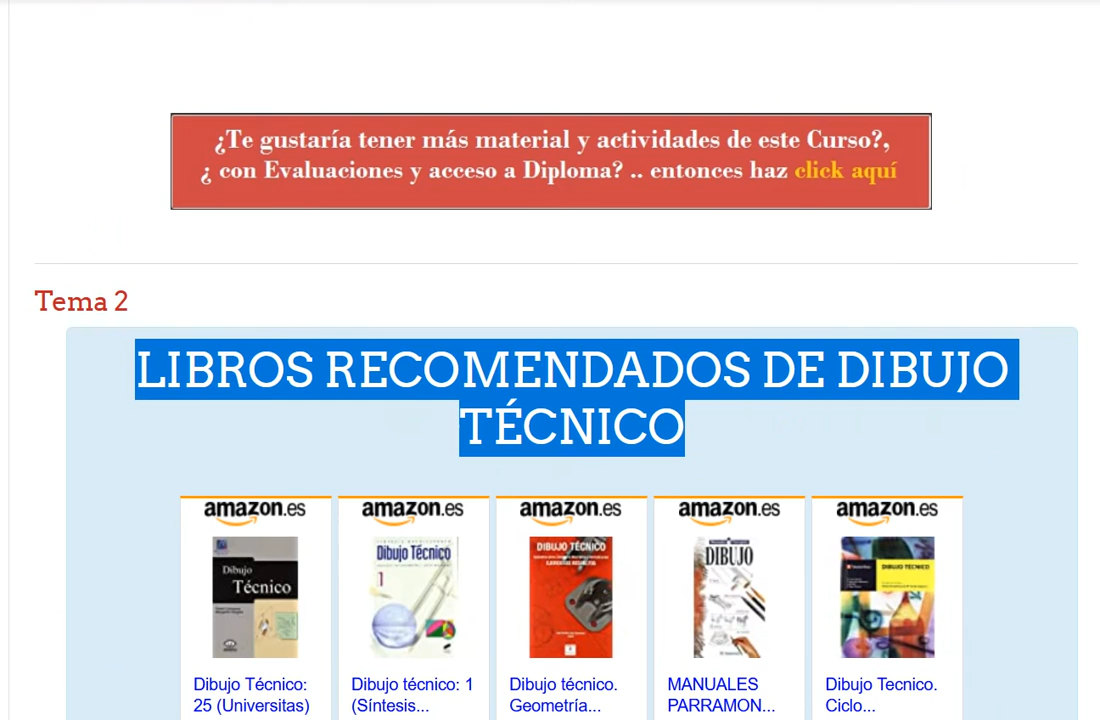 ¿Te gustaría tener más material y actividades de este Curso?,
¿ con Evaluaciones y acceso a Diploma? .. entonces haz click aquí
Tema 2
LIBROS RECOMENDADOS DE DIBUJO
TÉCNICO
amazon.es
amazon.es
amazon.es
amazon.es
amazon.es
Dibujo
Técnico
Dibujo Técnico
1
DIBUJO TÉCNICO
DIBUJO
DIBUJO TÉCNICO
Dibujo Técnico:
25 (Universitas)
Dibujo técnico: 1
(Síntesis...
Dibujo técnico.
Geometría...
MANUALES
PARRAMON...
Dibujo Tecnico.
Ciclo...